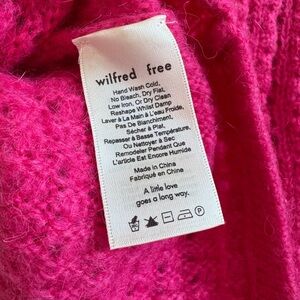 wilfred free
Hand Wash Cold,
No Bleach, Dry Flat,
Low Iron, Or Dry Clean
Reshape Whilst Damp
Laver à La Main à L'eau Froide,
Pas De Blanchiment,
Sécher à Plat,
Repasser à Basse Température,
Ou Nettoyer à Sec
Remodeler Pendant Que
L'article Est Encore Humide
Made in China
Fabriqué en Chine
A little love
goes a long way.
P